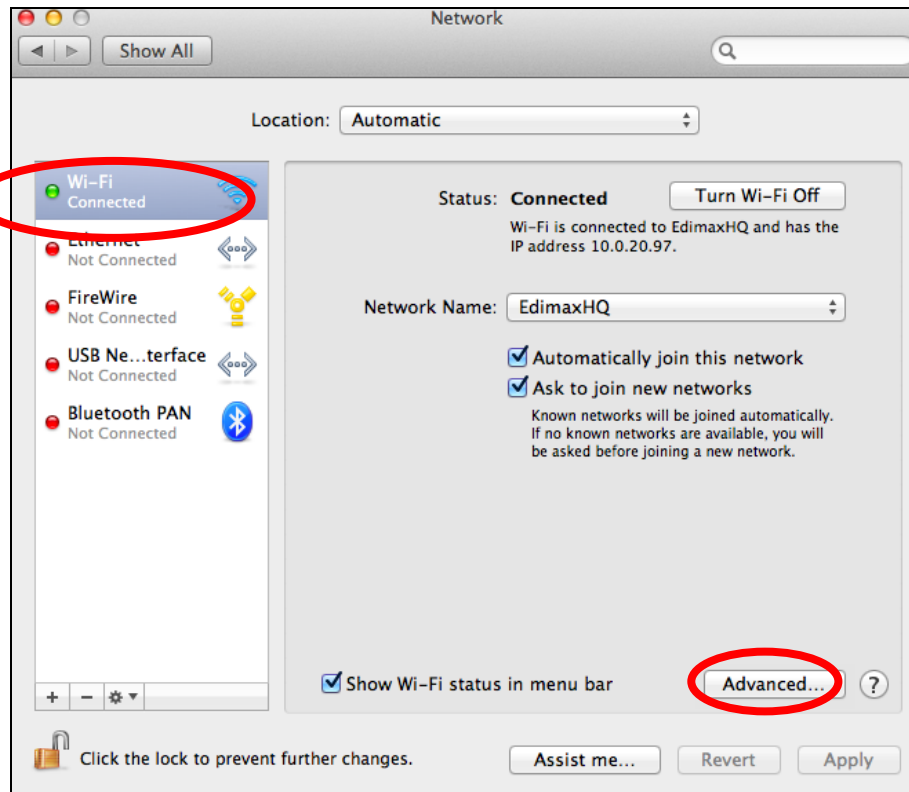 Network
Show All
Location: Automatic
Wi-Fi
Connected
Ethernet
Not Connected
FireWire
Not Connected
USB Ne...terface
Not Connected
Bluetooth PAN
Not Connected
Status: Connected
Turn Wi-Fi Off
Wi-Fi is connected to EdimaxHQ and has the
IP address 10.0.20.97.
Network Name: EdimaxHQ
Automatically join this network
Ask to join new networks
Known networks will be joined automatically.
If no known networks are available, you will
be asked before joining a new network.
Show Wi-Fi status in menu bar
Advanced...
?
Click the lock to prevent further changes.
Assist me...
Revert
Apply